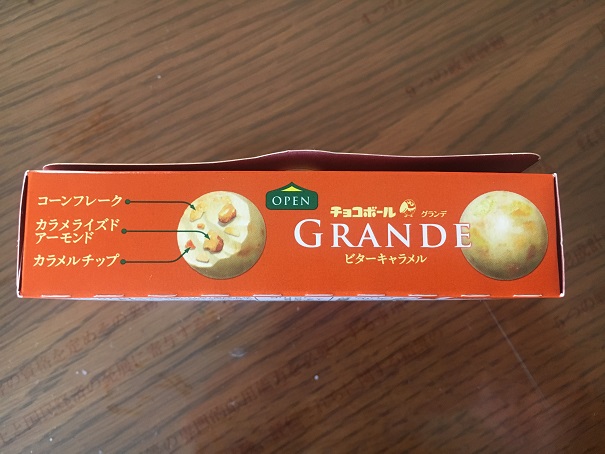 コーンフレーク
カラメライズド
アーモンド
カラメルチップ
OPEN
チョコボール グランデ
GRANDE
ビターキャラメル